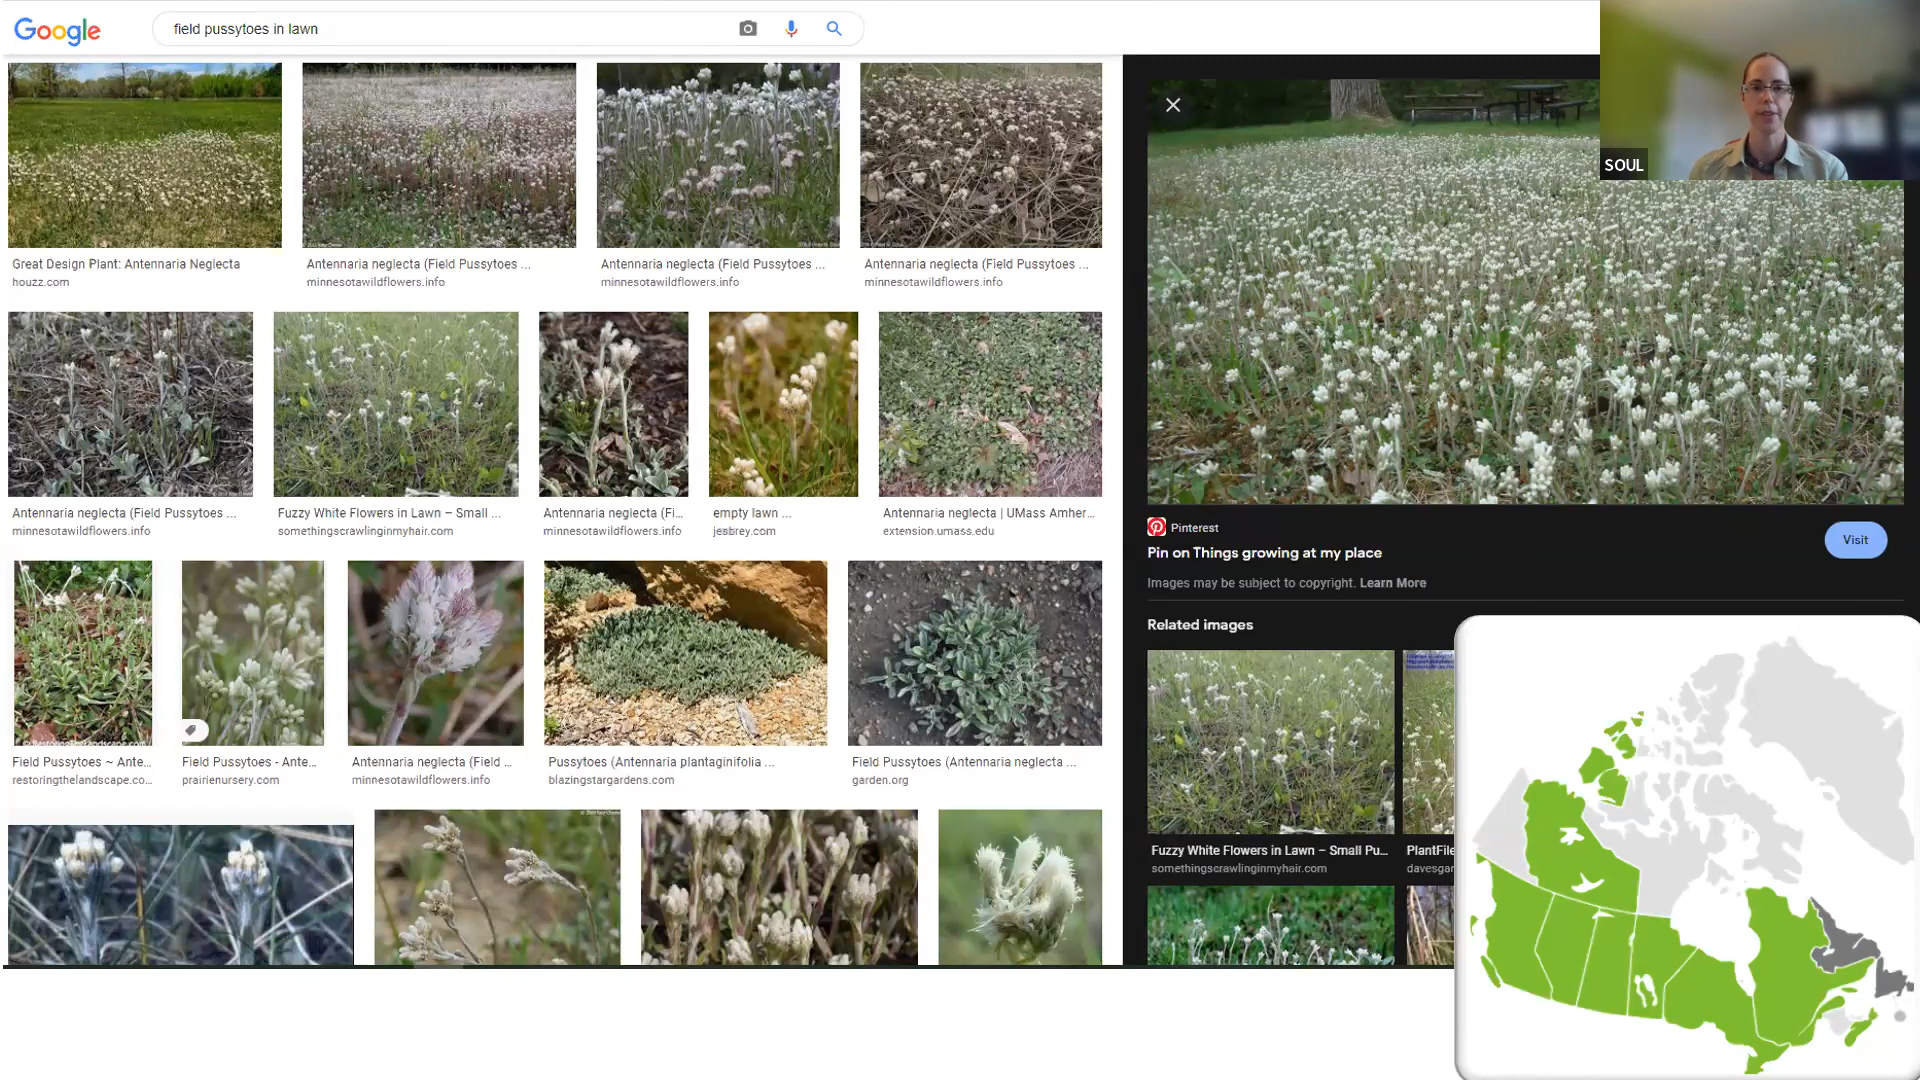 Google
field pussytoes in lawn
SOUL
Great Design Plant: Antennaria Neglecta
houzz.com
Antennaria neglecta (Field Pussytoes ...
minnesotawildflowers.info
Antennaria neglecta (Field Pussytoes ...
minnesotawildflowers.info
Antennaria neglecta (Field Pussytoes ...
minnesotawildflowers.info
Antennaria neglecta (Field Pussytoes ...
minnesotawildflowers.info
Fuzzy White Flowers in Lawn – Small ...
somethingscrawlinginmyhair.com
Antennaria neglecta (Fi...
minnesotawildflowers.info
empty lawn ...
jesbrey.com
Antennaria neglecta | UMass Amher...
extension.umass.edu
Field Pussytoes ~ Ante...
restoringthelandscape.co...
Field Pussytoes - Ante...
prairienursery.com
Antennaria neglecta (Field ...
minnesotawildflowers.info
Pussytoes (Antennaria plantaginifolia ...
blazingstargardens.com
Field Pussytoes (Antennaria neglecta ...
garden.org
Pinterest
Visit
Pin on Things growing at my place
Images may be subject to copyright. Learn More
Related images
Fuzzy White Flowers in Lawn – Small Pu...
somethingscrawlinginmyhair.com
PlantFile
davesgar